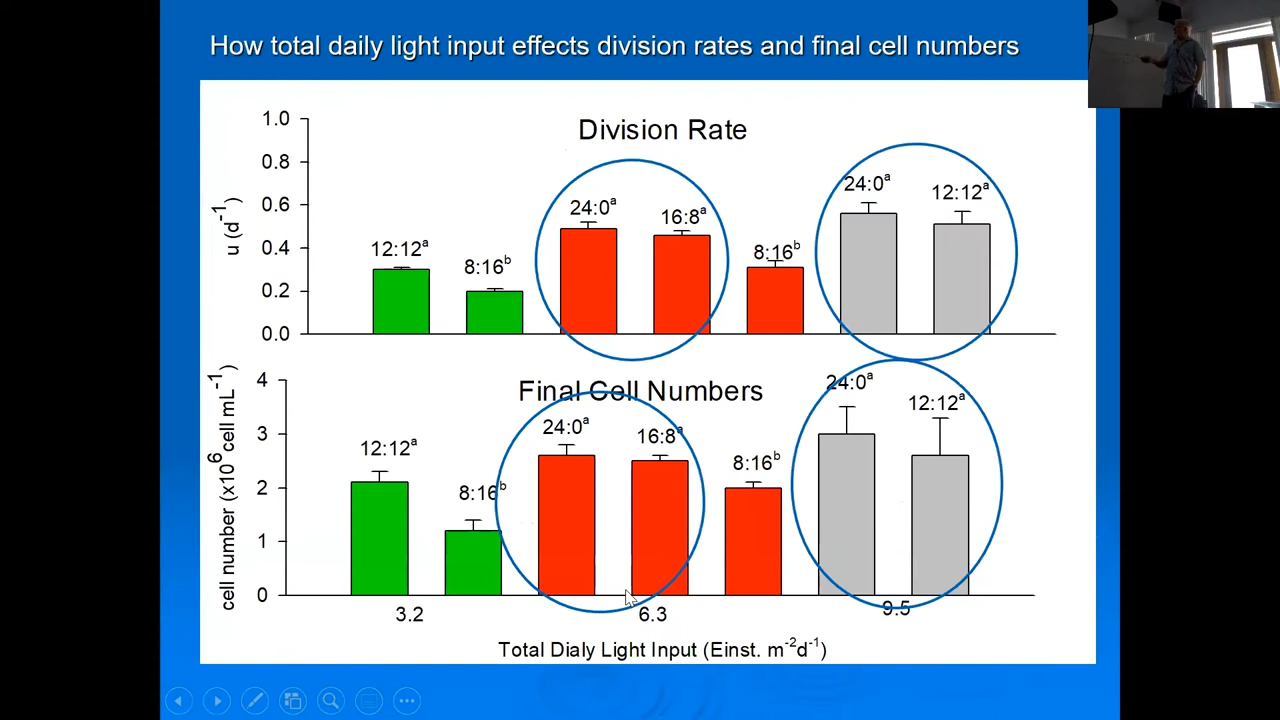 How total daily light input effects division rates and final cell numbers
Division Rate
1.0
0.8
0.6
0.4
0.2
0.0
u (d-1)
12:12a
8:16b
24:0a
16:8a
8:16b
24:0a
12:12a
Final Cell Numbers
4
3
2
1
0
cell number (x106 cell mL-1)
12:12a
8:16b
24:0a
16:8a
8:16b
24:0a
12:12a
3.2
6.3
9.5
Total Dialy Light Input (Einst. m-2d-1)